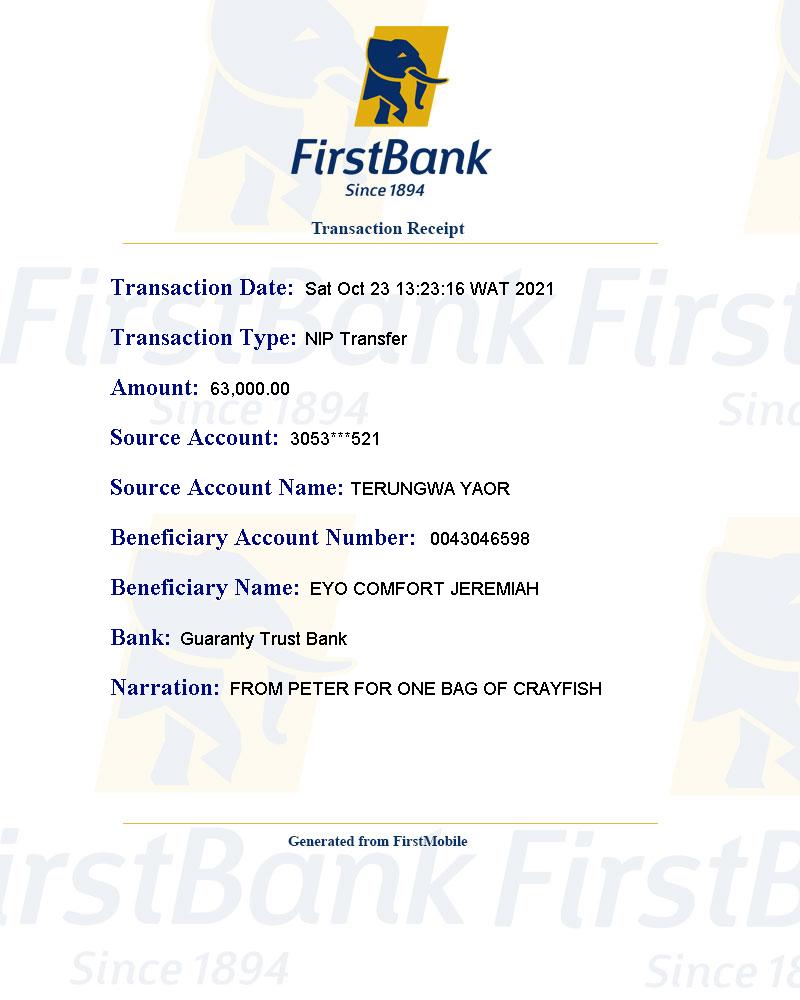 FirstBank
Since 1894
Transaction Receipt
Transaction Date: Sat Oct 23 13:23:16 WAT 2021
Transaction Type: NIP Transfer
Amount: 63,000.00
Source Account: 3053***521
Source Account Name: TERUNGWA YAOR
Beneficiary Account Number: 0043046598
Beneficiary Name: EYO COMFORT JEREMIAH
Bank: Guaranty Trust Bank
Narration: FROM PETER FOR ONE BAG OF CRAYFISH
Generated from FirstMobile